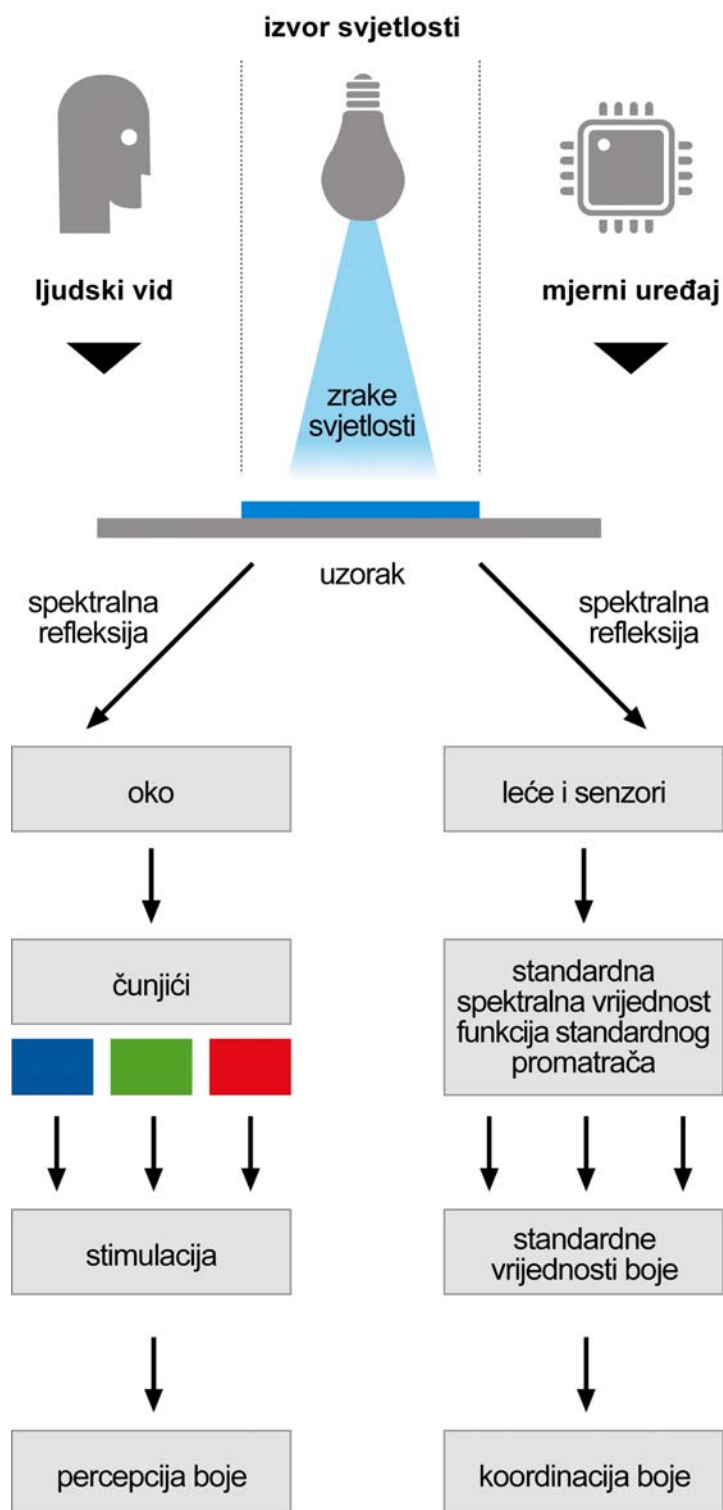 izvor svjetlosti
ljudski vid
mjerni uređaj
zrake
svjetlosti
uzorak
spektralna
refleksija
spektralna
refleksija
oko
leće i senzori
čunjići
standardna
spektralna vrijednost
funkcija standardnog
promatrača
stimulacija
standardne
vrijednosti boje
percepcija boje
koordinacija boje